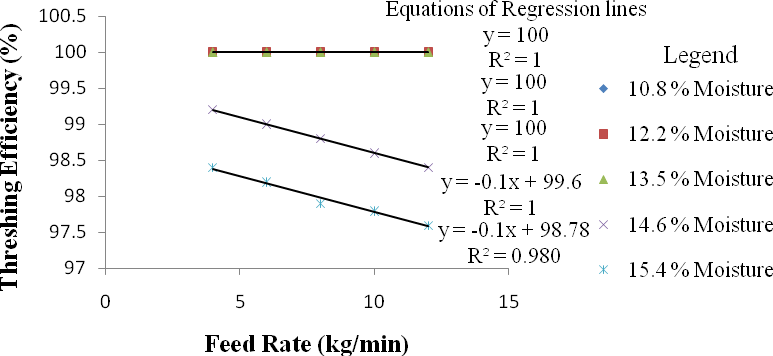 Equations of Regression lines
y = 100
R² = 1
y = 100
R² = 1
y = 100
R² = 1
y = -0.1x + 99.6
R² = 1
y = -0.1x + 98.78
R² = 0.980
Legend
10.8 % Moisture
12.2 % Moisture
13.5 % Moisture
14.6 % Moisture
15.4 % Moisture
Threshing Efficiency (%)
100.5
100
99.5
99
98.5
98
97.5
97
0 5 10 15
Feed Rate (kg/min)